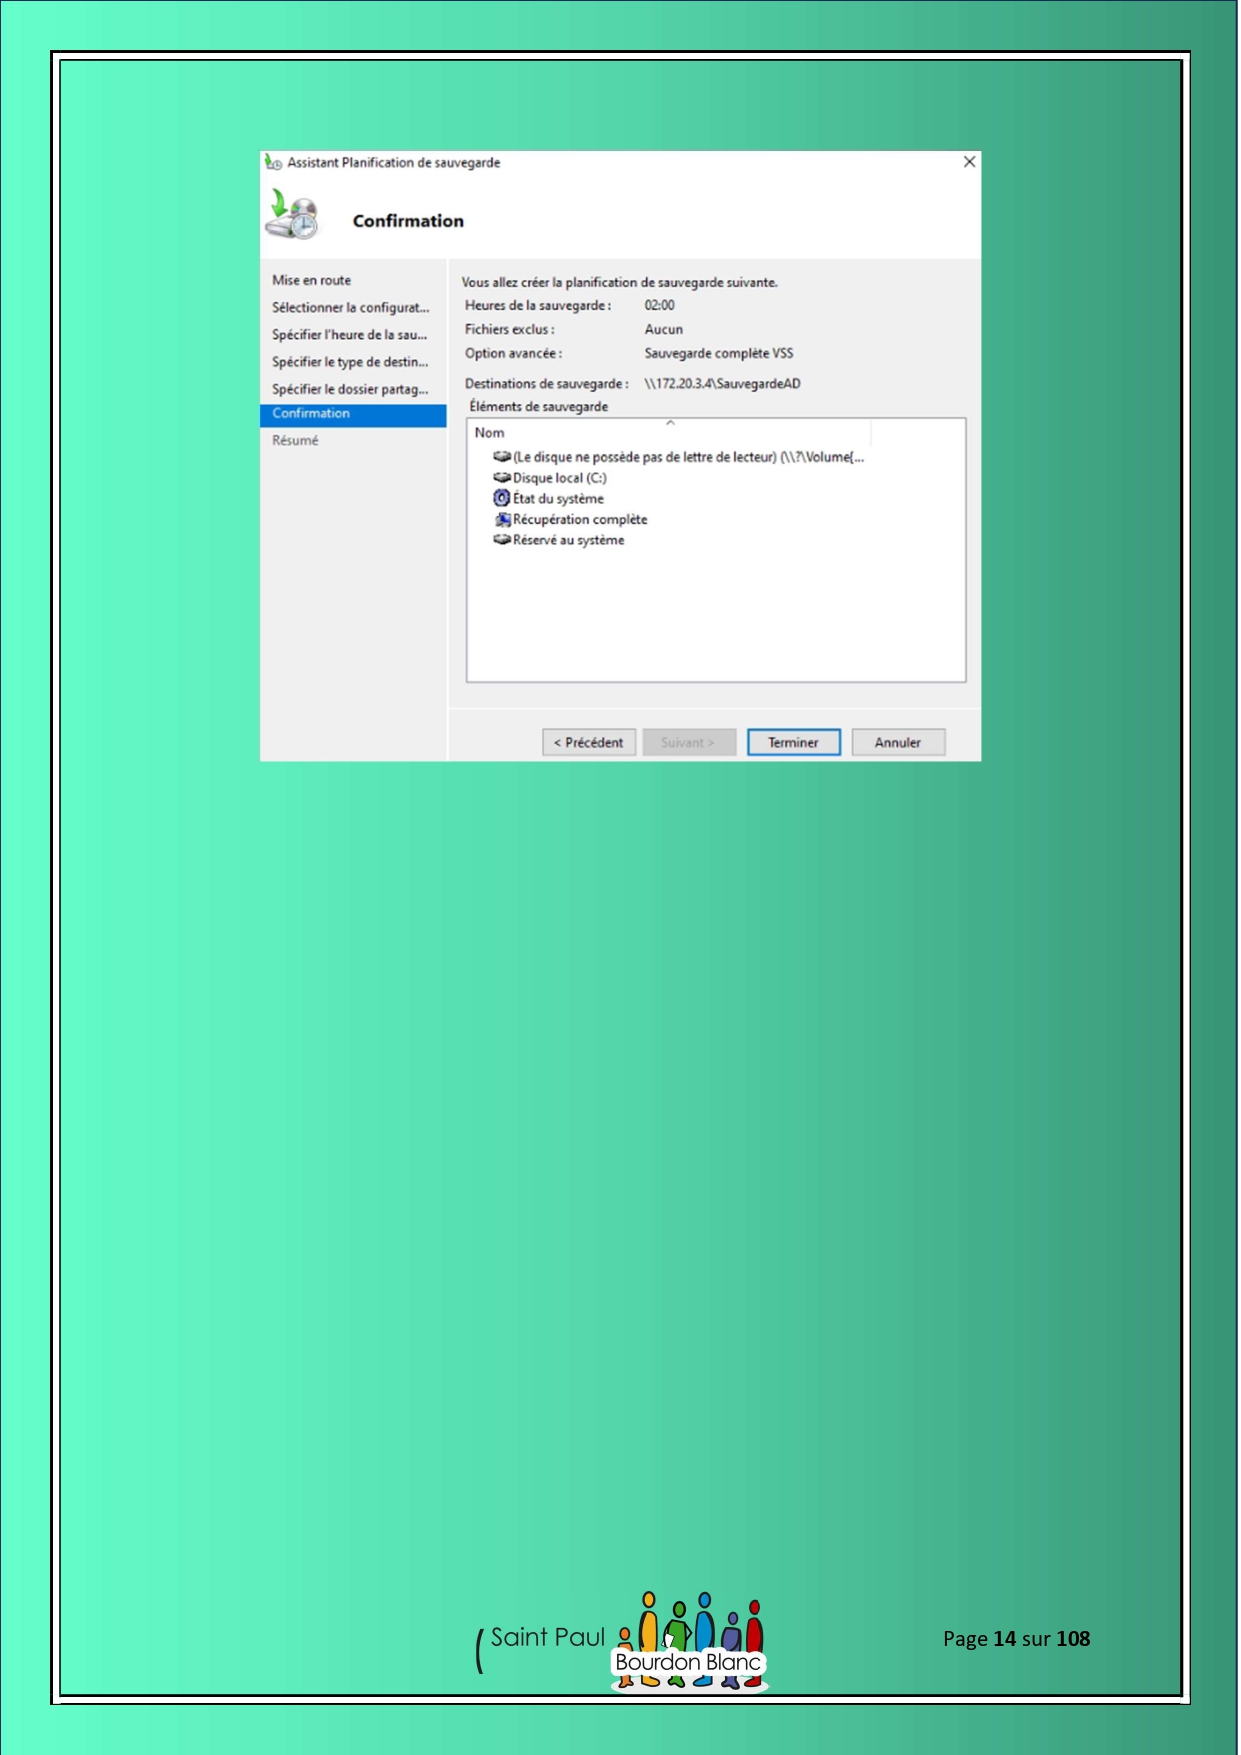 Assistant Planification de sauvegarde
Confirmation
Mise en route
Sélectionner la configurat...
Spécifier l'heure de la sau...
Spécifier le type de destin...
Spécifier le dossier partag...
Confirmation
Résumé
Vous allez créer la planification de sauvegarde suivante.
Heures de la sauvegarde : 02:00
Fichiers exclus : Aucun
Option avancée : Sauvegarde complète VSS
Destinations de sauvegarde : \\172.20.3.4\SauvegardeAD
Éléments de sauvegarde
Nom
(Le disque ne possède pas de lettre de lecteur) (\\?\Volume{...
Disque local (C:)
État du système
Récupération complète
Réservé au système
< Précédent Suivant > Terminer Annuler
Saint Paul
Bourdon Blanc
Page 14 sur 108